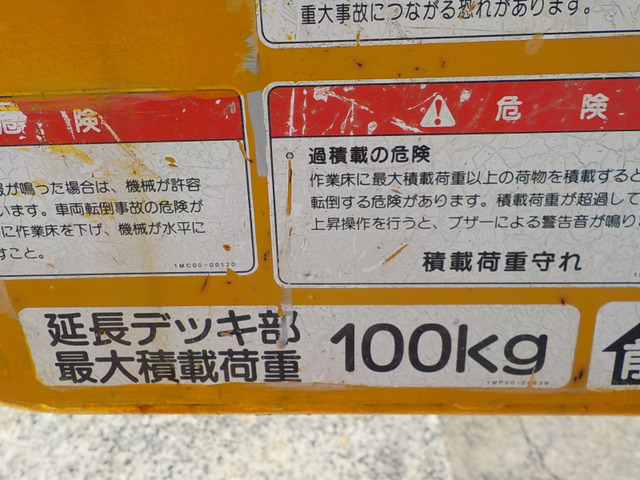 重大事故につながる恐れがあります。
危 険
が鳴った場合は、機械が許容
います。車両転倒事故の危険が
に作業床を下げ、機械が水平に
すこと。
1MC00-00120
危 険
過積載の危険
作業床に最大積載荷重以上の荷物を積載すると
転倒する危険があります。積載荷重が超過して
上昇操作を行うと、ブザーによる警告音が鳴り
積載荷重守れ
延長デツキ部
最大積載荷重
100kg